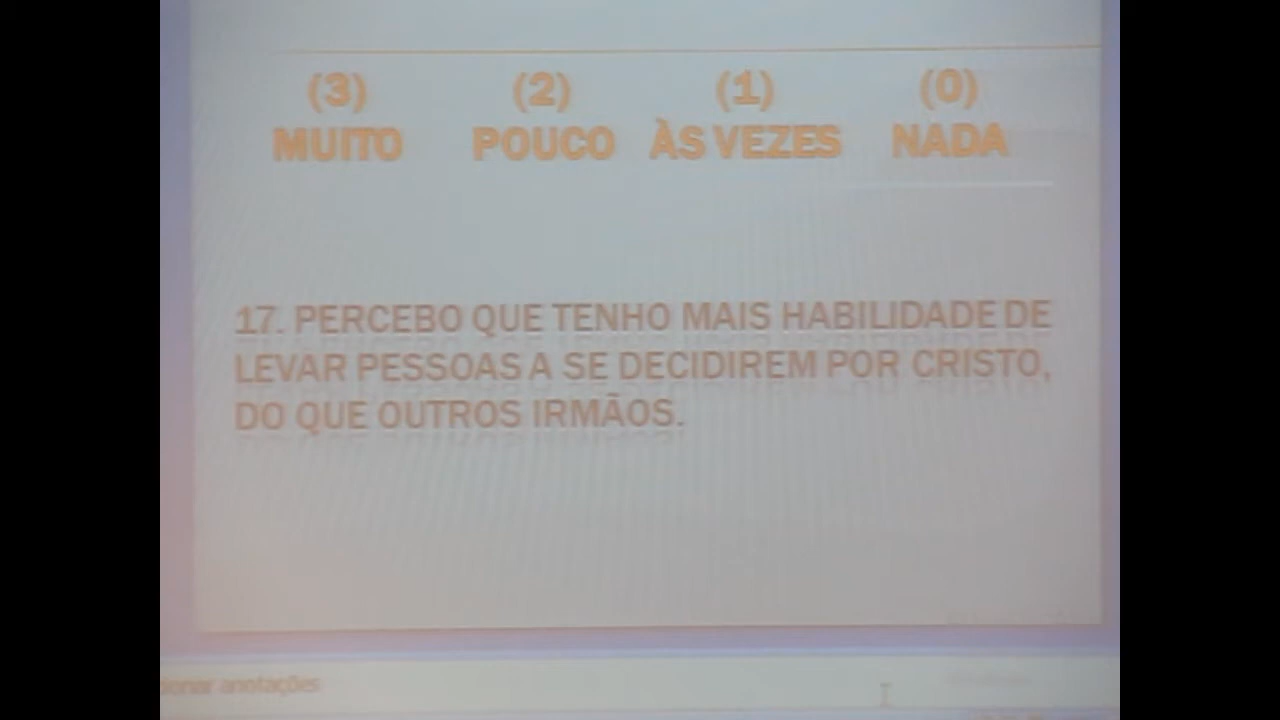 (3) (2) (1) (0)
MUITO POUCO ÀS VEZES NADA
17. PERCEBO QUE TENHO MAIS HABILIDADE DE
LEVAR PESSOAS A SE DECIDIREM POR CRISTO,
DO QUE OUTROS IRMÃOS.
anotações